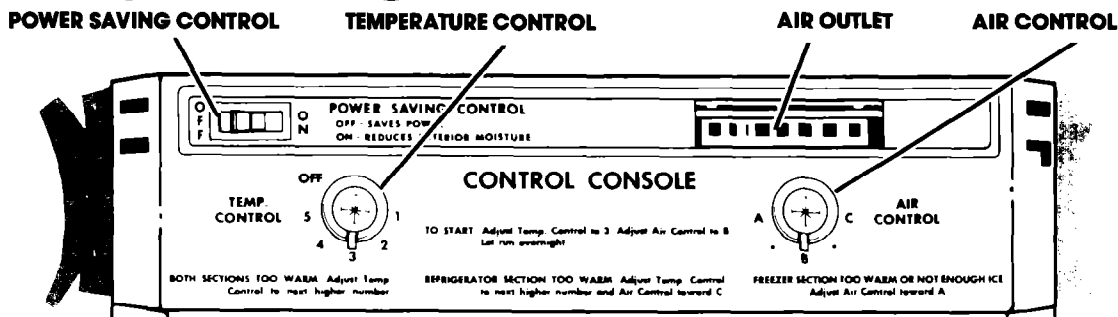 POWER SAVING CONTROL TEMPERATURE CONTROL AIR OUTLET AIR CONTROL
OFF ON
POWER SAVING CONTROL
OFF - SAVES POWER
ON - REDUCES EXTERIOR MOISTURE
CONTROL CONSOLE
TEMP.
CONTROL
OFF
5 1
4 2
3
TO START Adjust Temp. Control to 3 Adjust Air Control to B
Let run overnight
A C
B
AIR
CONTROL
BOTH SECTIONS TOO WARM Adjust Temp
Control to next higher number
REFRIGERATOR SECTION TOO WARM Adjust Temp Control
to next higher number and Air Control toward C
FREEZER SECTION TOO WARM OR NOT ENOUGH ICE
Adjust Air Control toward A